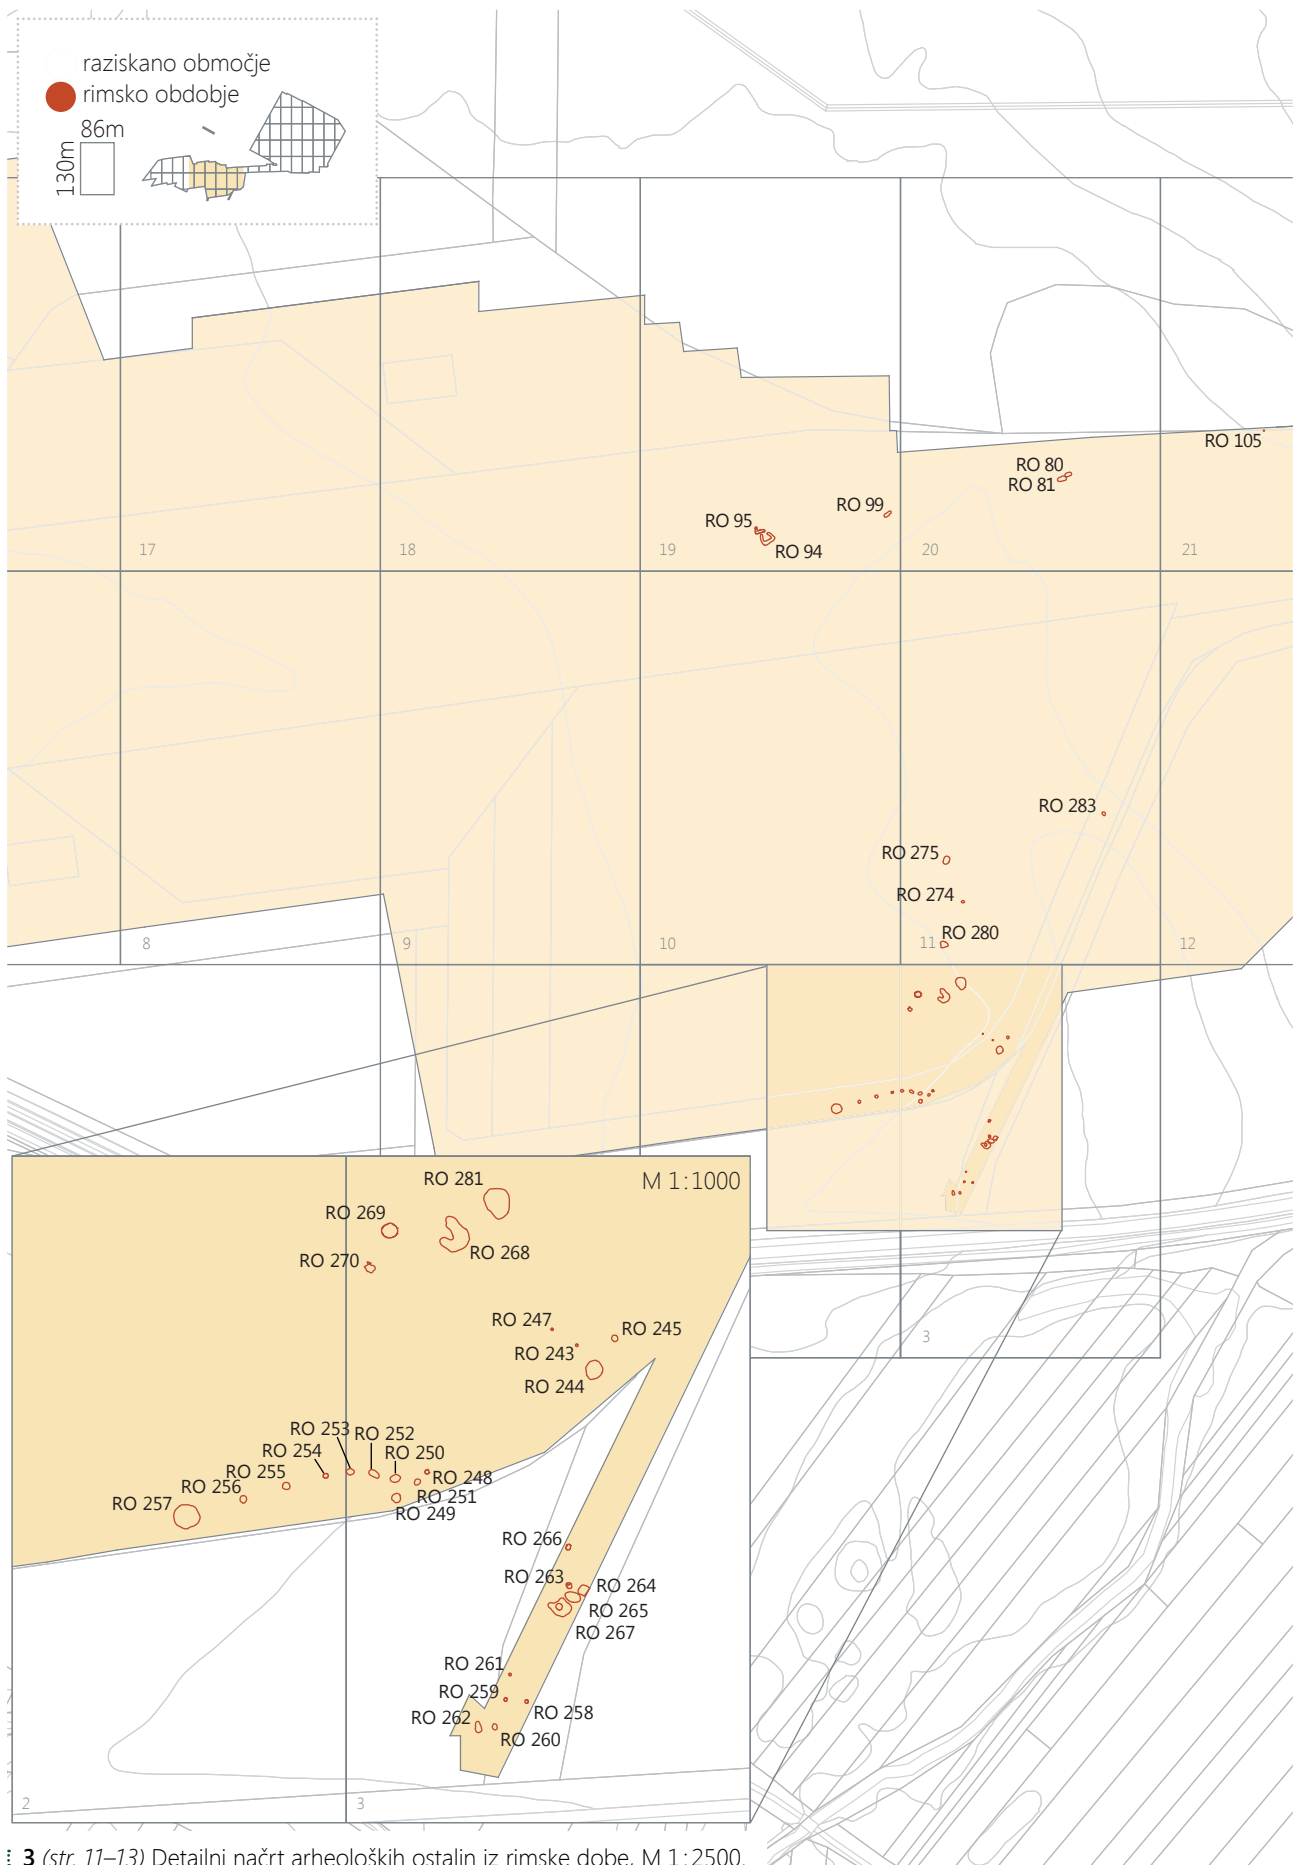 raziskano območje
rimsko obdobje
86m
130m
RO 105
RO 80
RO 81
RO 99
RO 95
RO 94
17
18
19
20
21
RO 283
RO 275
RO 274
RO 280
8
9
10
11
12
M 1:1000
RO 281
RO 269
RO 268
RO 270
RO 247
RO 245
RO 243
RO 244
3
RO 253
RO 252
RO 254
RO 250
RO 255
RO 248
RO 256
RO 251
RO 257
RO 249
RO 266
RO 263
RO 264
RO 265
RO 267
RO 261
RO 259
RO 258
RO 262
RO 260
2
3
3 (str. 11–13) Detailni načrt arheoloških ostalin iz rimske dobe. M 1:2500.